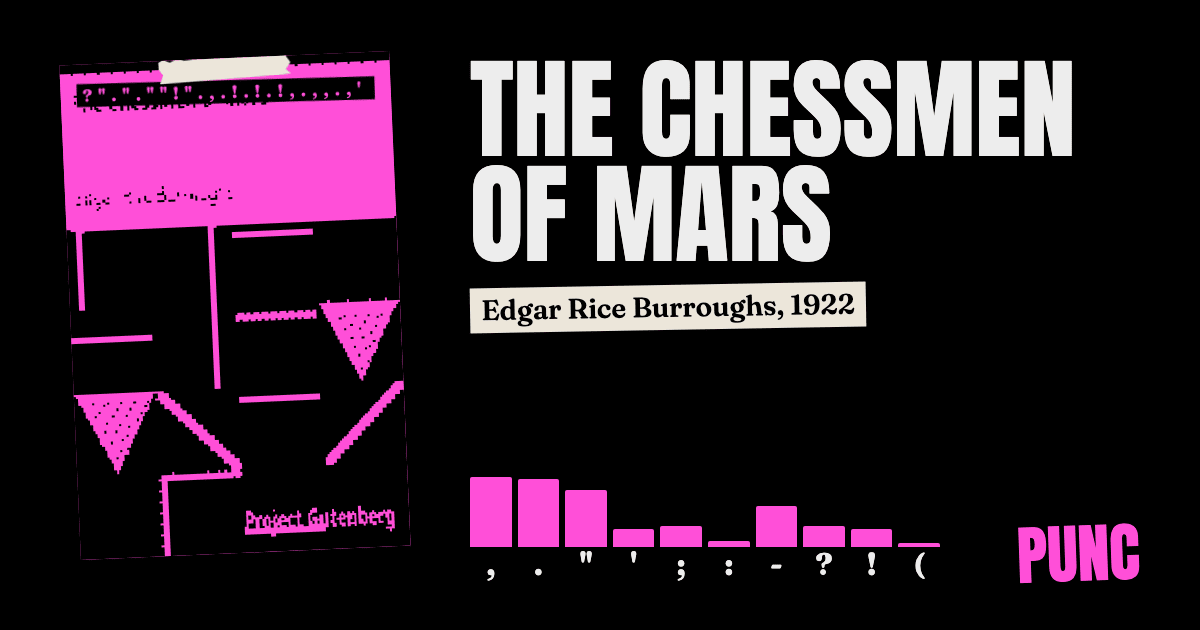 ?"."."'"!".,.!.!.!,.,,.,'
THE CHESSMEN
OF MARS
Edgar Rice Burroughs, 1922
Project Gutenberg
, . " ' ; : - ? ! (
PUNC